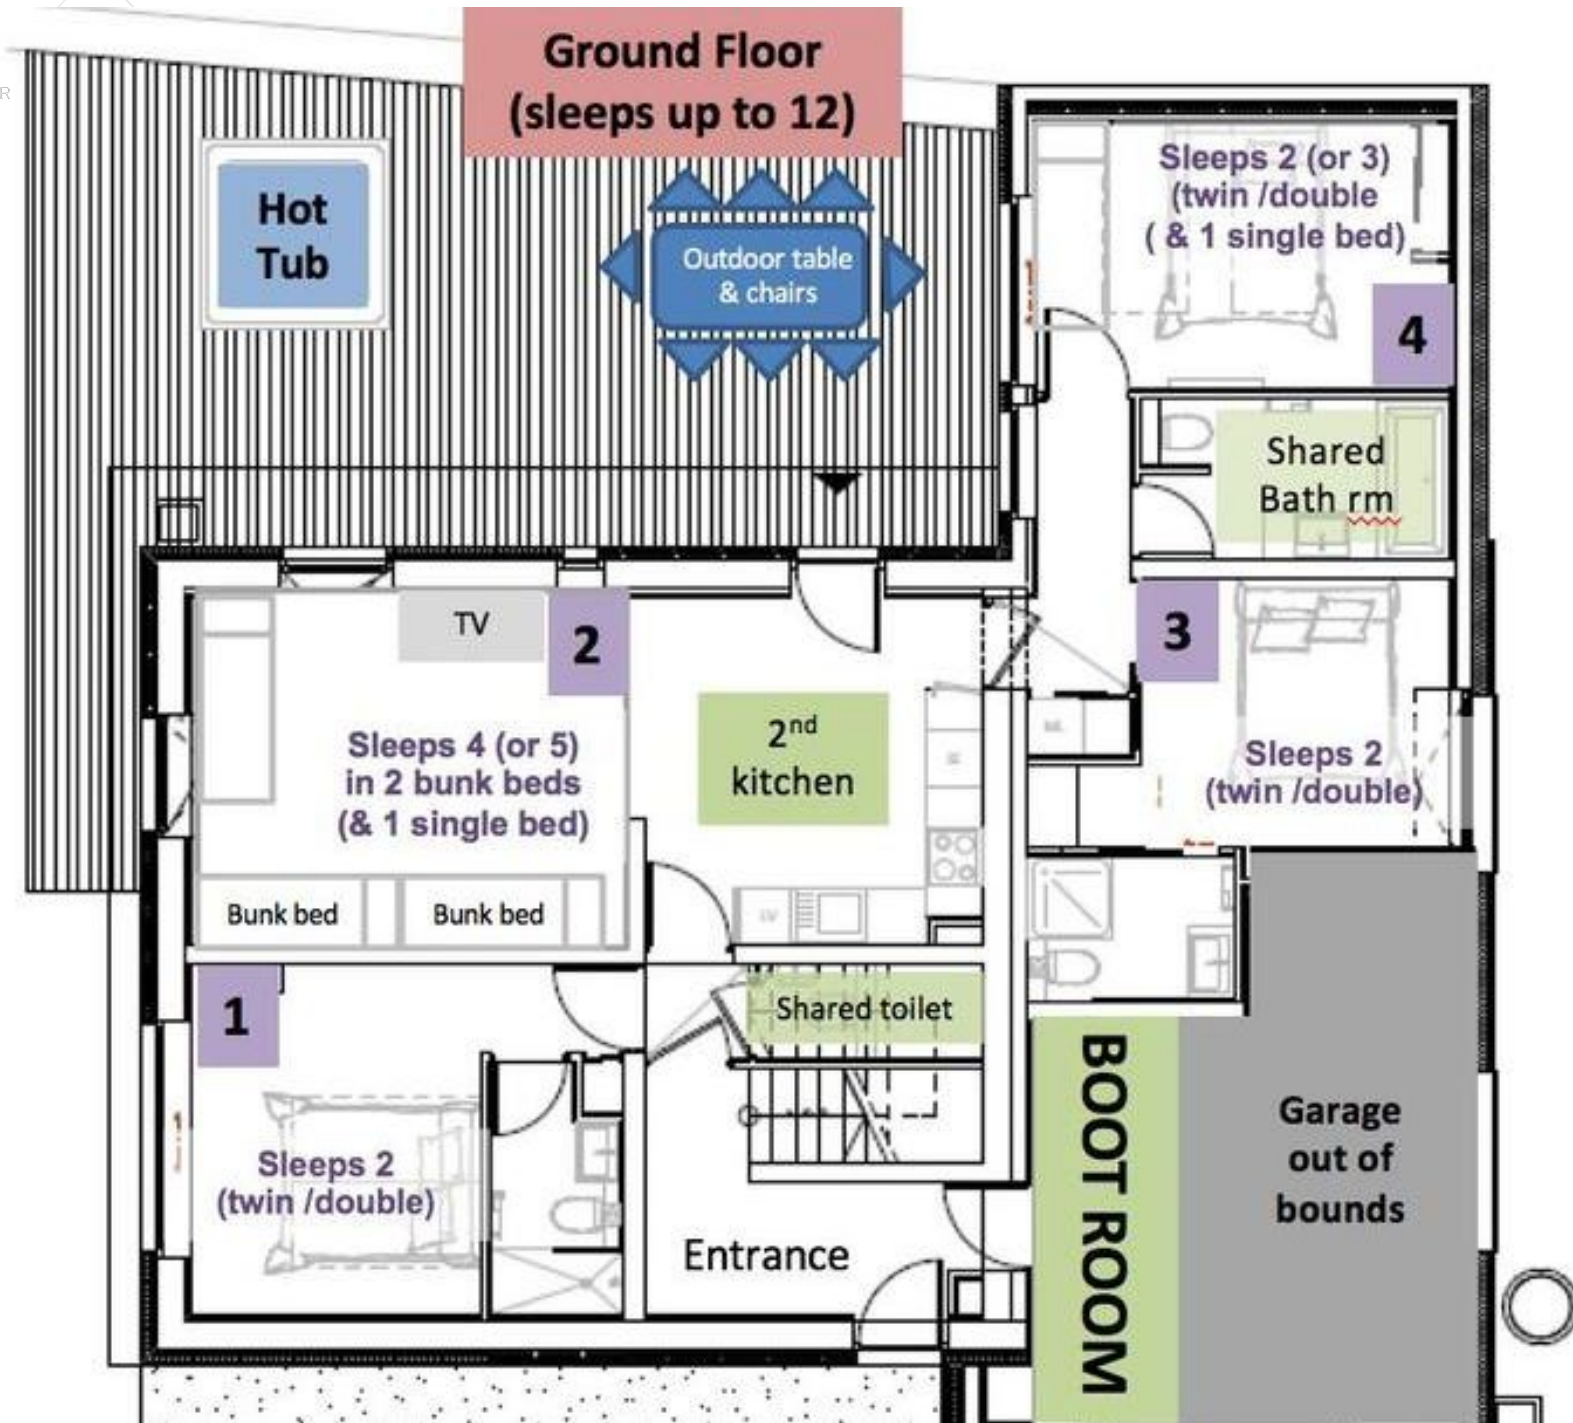 Ground Floor
(sleeps up to 12)
R
Hot
Tub
Outdoor table
& chairs
Sleeps 2 (or 3)
(twin /double
( & 1 single bed)
4
Shared
Bath rm
TV
2
3
2nd
kitchen
Sleeps 4 (or 5)
in 2 bunk beds
(& 1 single bed)
Sleeps 2
(twin /double)
Bunk bed
Bunk bed
1
Shared toilet
Sleeps 2
(twin /double)
Entrance
BOOT ROOM
Garage
out of
bounds